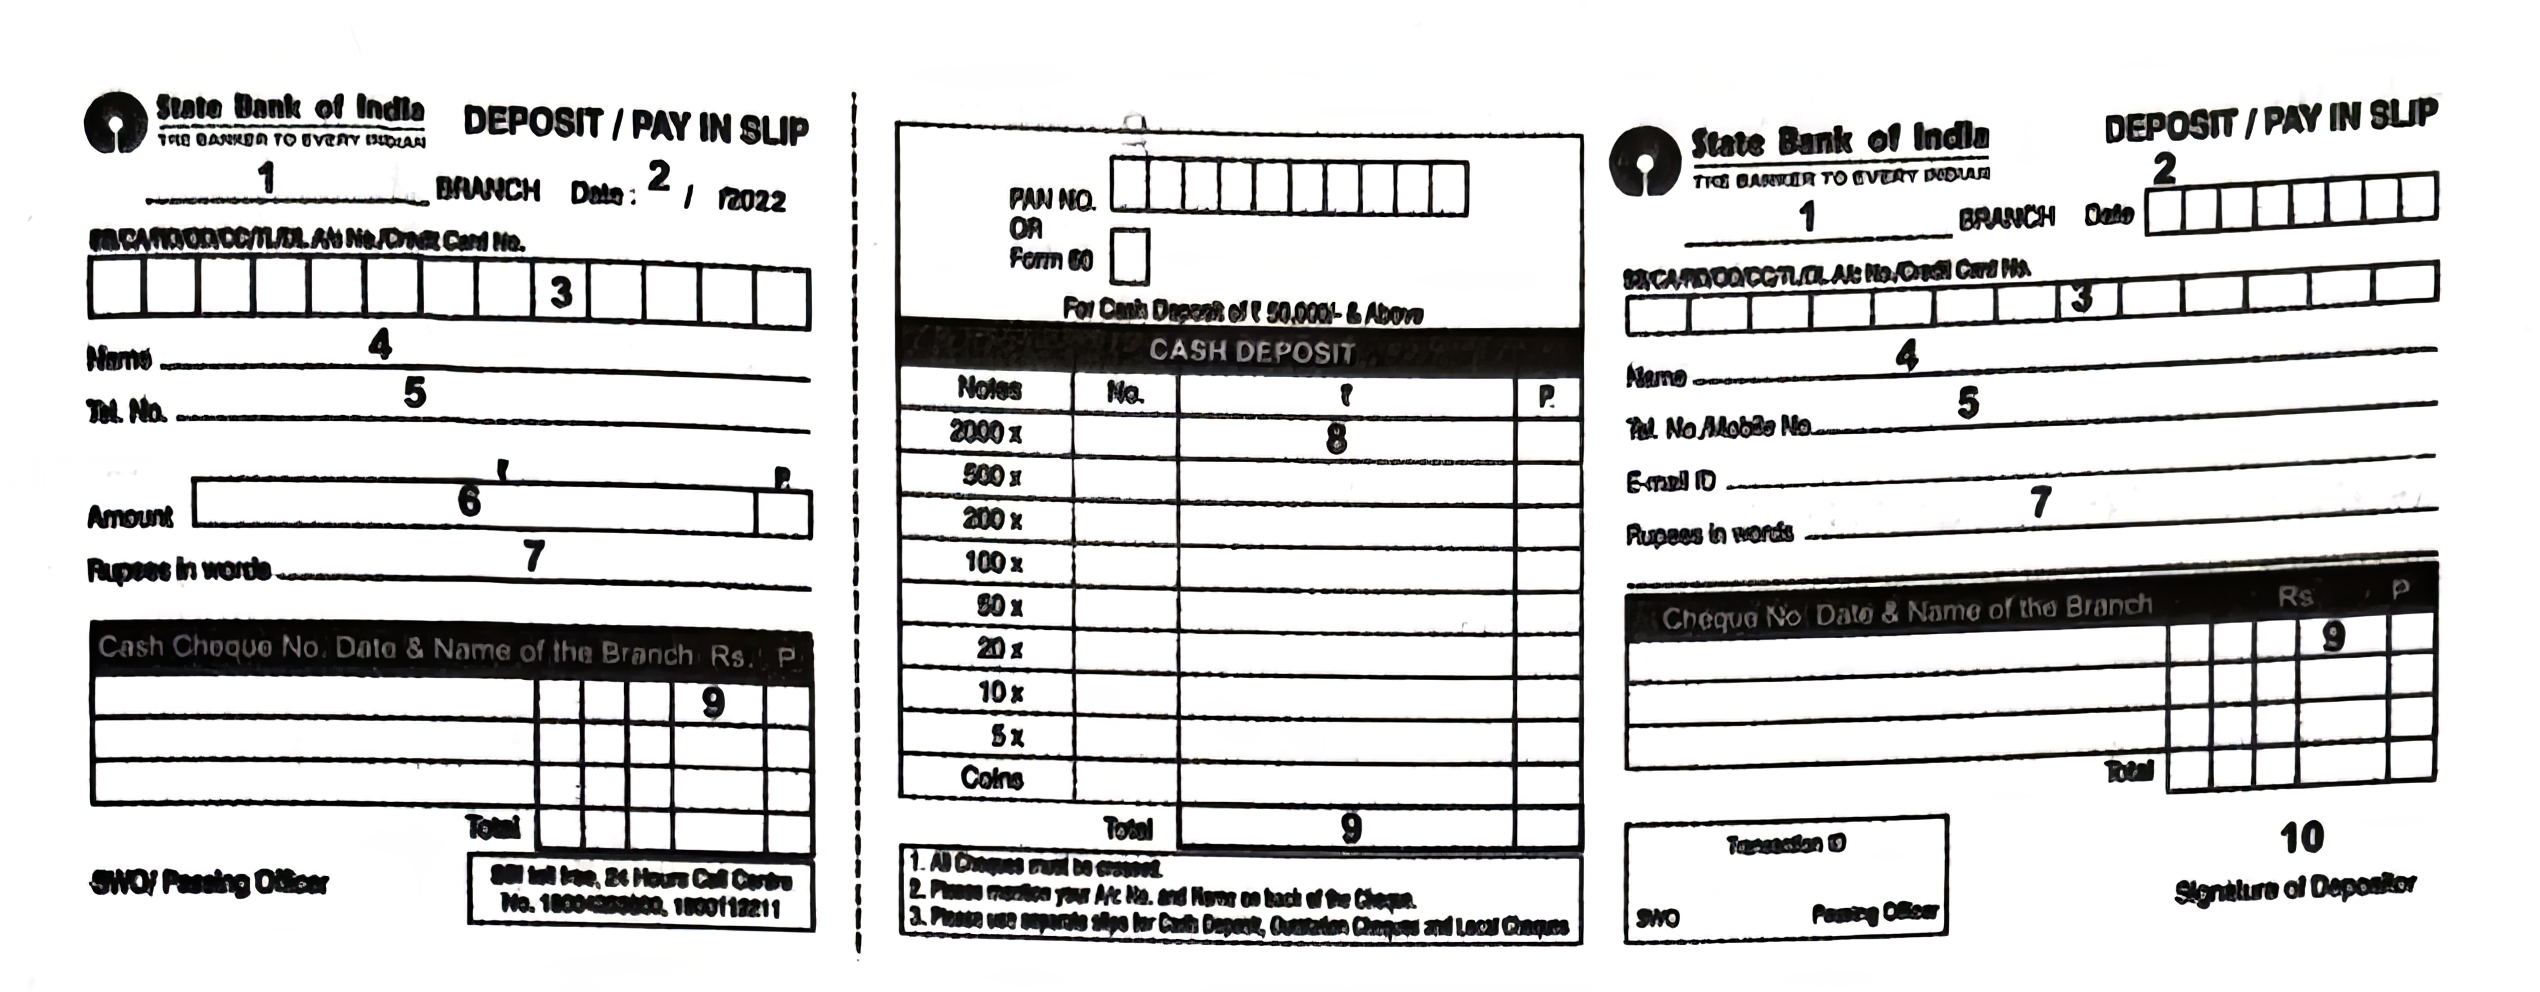 State Bank of India
THE BANKER TO EVERY INDIAN
DEPOSIT / PAY IN SLIP
1 BRANCH Date : 2 / /2022
SB/CA/RD/OD/CC/TL/DL A/c No./Credit Card No.
3
Name 4
Tel. No. 5
₹ P.
Amount 6
Rupees in words 7
Cash Cheque No. Date & Name of the Branch Rs. P
9
Total
SWO/ Passing Officer
SBI toll free, 24 Hours Call Centre
No. 1800112211
PAN NO.
OR
Form 60
For Cash Deposit of ₹ 50,000/- & Above
CASH DEPOSIT
Notes No. ₹ P.
2000 x 8
500 x
200 x
100 x
50 x
20 x
10 x
5 x
Coins
Total 9
1. All Cheques must be crossed.
2. Please mention your A/c No. and Name on back of the Cheque.
3. Please use separate slips for Cash Deposit, Outstation Cheques and Local Cheques
State Bank of India
THE BANKER TO EVERY INDIAN
DEPOSIT / PAY IN SLIP
2
1 BRANCH Date
SB/CA/RD/OD/CC/TL/DL A/c No./Credit Card No.
3
Name 4
Tel. No./Mobile No. 5
E-mail ID
Rupees in words 7
Cheque No Date & Name of the Branch Rs P
9
Total
Transaction ID
SWO Passing Officer
10
Signature of Depositor